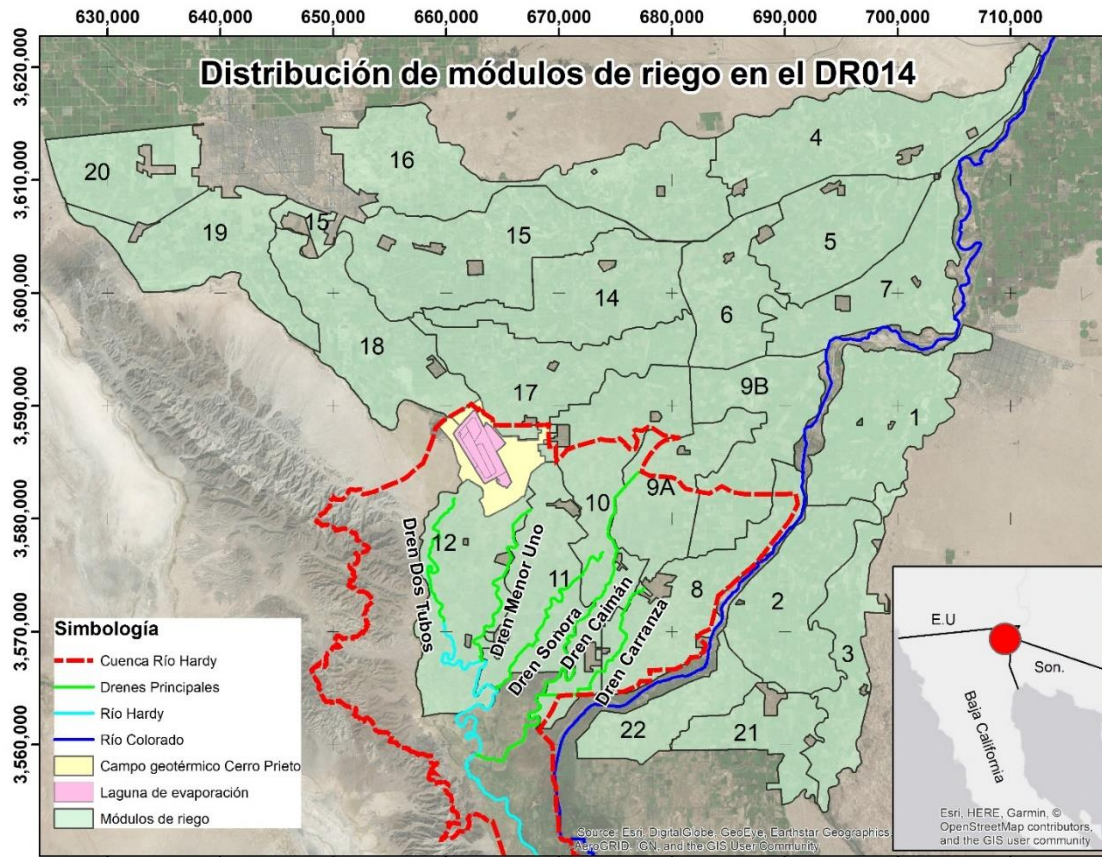 630,000 640,000 650,000 660,000 670,000 680,000 690,000 700,000 710,000
3,620,000
3,610,000
3,600,000
3,590,000
3,580,000
3,570,000
3,560,000
Distribución de módulos de riego en el DR014
4
16
20
15
15
19
5
14
7
6
18
17
9B
1
10
9A
12
11
8
2
3
22
21
Dren Dos Tubos
Dren Menor Uno
Dren Sonora
Dren Caimán
Dren Carranza
Simbología
Cuenca Río Hardy
Drenes Principales
Río Hardy
Río Colorado
Campo geotérmico Cerro Prieto
Laguna de evaporación
Módulos de riego
E.U
Son.
Baja California
Esri, HERE, Garmin, ©
OpenStreetMap contributors,
and the GIS user community
Source: Esri, DigitalGlobe, GeoEye, Earthstar Geographics,
AeroGRID, IGN, and the GIS User Community